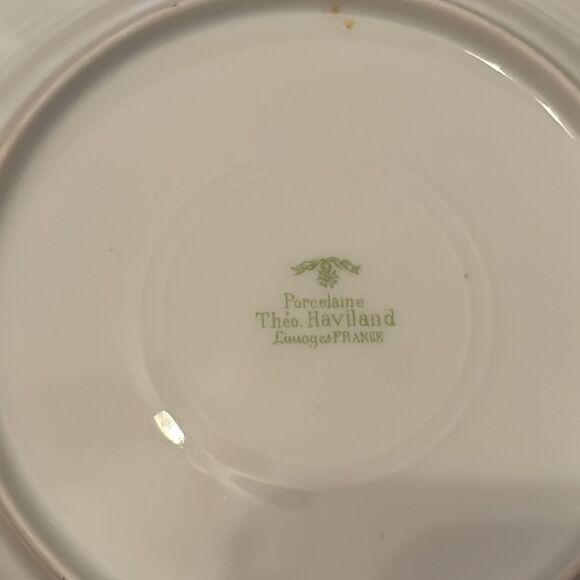 Porcelaine
Théo. Haviland
Limoges FRANCE